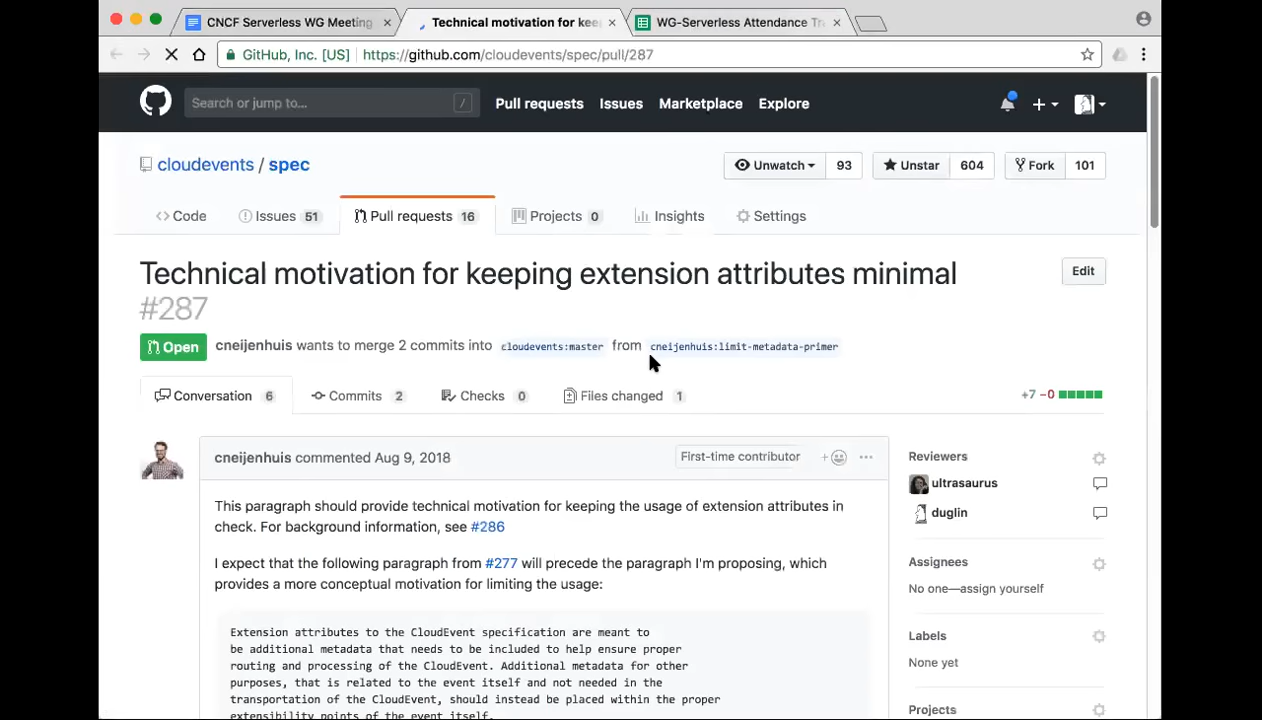 CNCF Serverless WG Meeting
Technical motivation for kee
WG-Serverless Attendance Tra
GitHub, Inc. [US] https://github.com/cloudevents/spec/pull/287
Search or jump to... /
Pull requests Issues Marketplace Explore
cloudevents / spec
Unwatch 93 Unstar 604 Fork 101
Code Issues 51 Pull requests 16 Projects 0 Insights Settings
Technical motivation for keeping extension attributes minimal
#287
Edit
Open cneijenhuis wants to merge 2 commits into cloudevents:master from cneijenhuis:limit-metadata-primer
Conversation 6 Commits 2 Checks 0 Files changed 1 +7 −0
cneijenhuis commented Aug 9, 2018 First-time contributor
This paragraph should provide technical motivation for keeping the usage of extension attributes in
check. For background information, see #286
I expect that the following paragraph from #277 will precede the paragraph I'm proposing, which
provides a more conceptual motivation for limiting the usage:
Extension attributes to the CloudEvent specification are meant to
be additional metadata that needs to be included to help ensure proper
routing and processing of the CloudEvent. Additional metadata for other
purposes, that is related to the event itself and not needed in the
transportation of the CloudEvent, should instead be placed within the proper
extensibility points of the event itself.
Reviewers
ultrasaurus
duglin
Assignees
No one—assign yourself
Labels
None yet
Projects